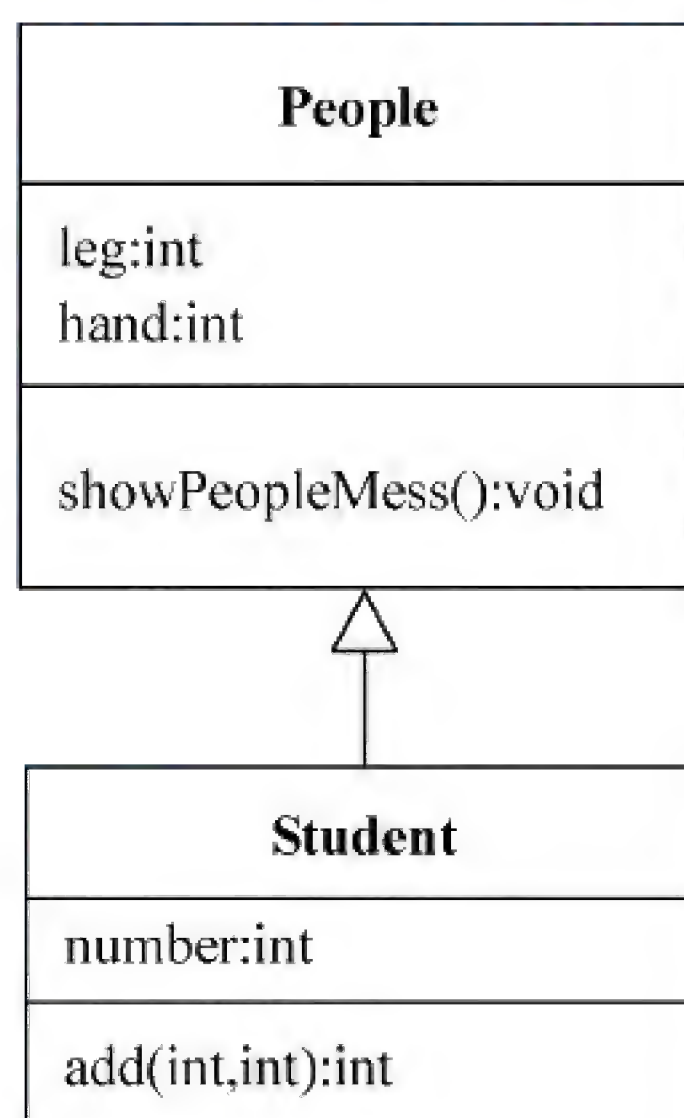 People
leg:int
hand:int
showPeopleMess():void
Student
number:int
add(int,int):int